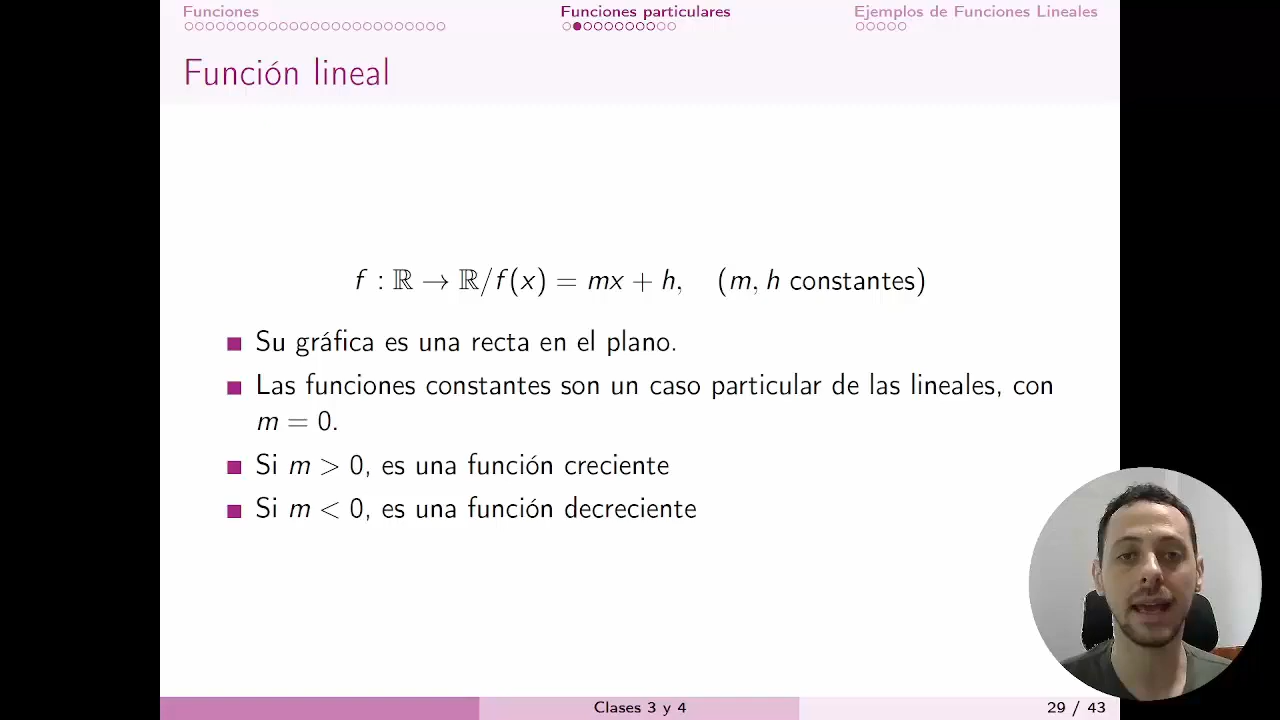 Funciones
Funciones particulares
Ejemplos de Funciones Lineales
Función lineal
f : ℝ → ℝ/f(x) = mx + h, (m, h constantes)
Su gráfica es una recta en el plano.
Las funciones constantes son un caso particular de las lineales, con
m = 0.
Si m > 0, es una función creciente
Si m < 0, es una función decreciente
Clases 3 y 4
29 / 43